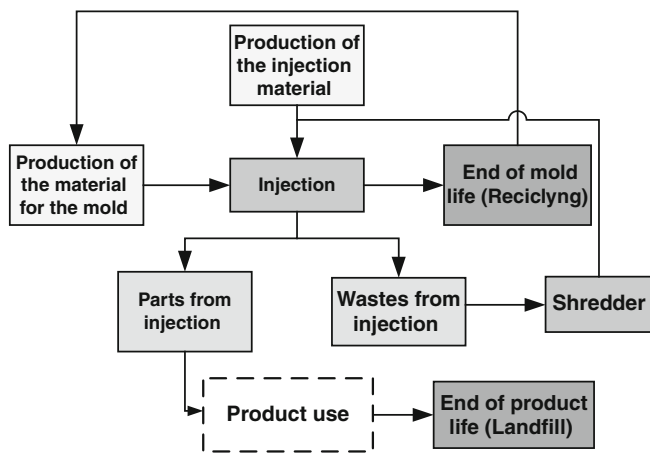 Production of
the injection
material
Production of
the material
for the mold
Injection
End of mold
life (Reciclyng)
Parts from
injection
Wastes from
injection
Shredder
Product use
End of product
life (Landfill)